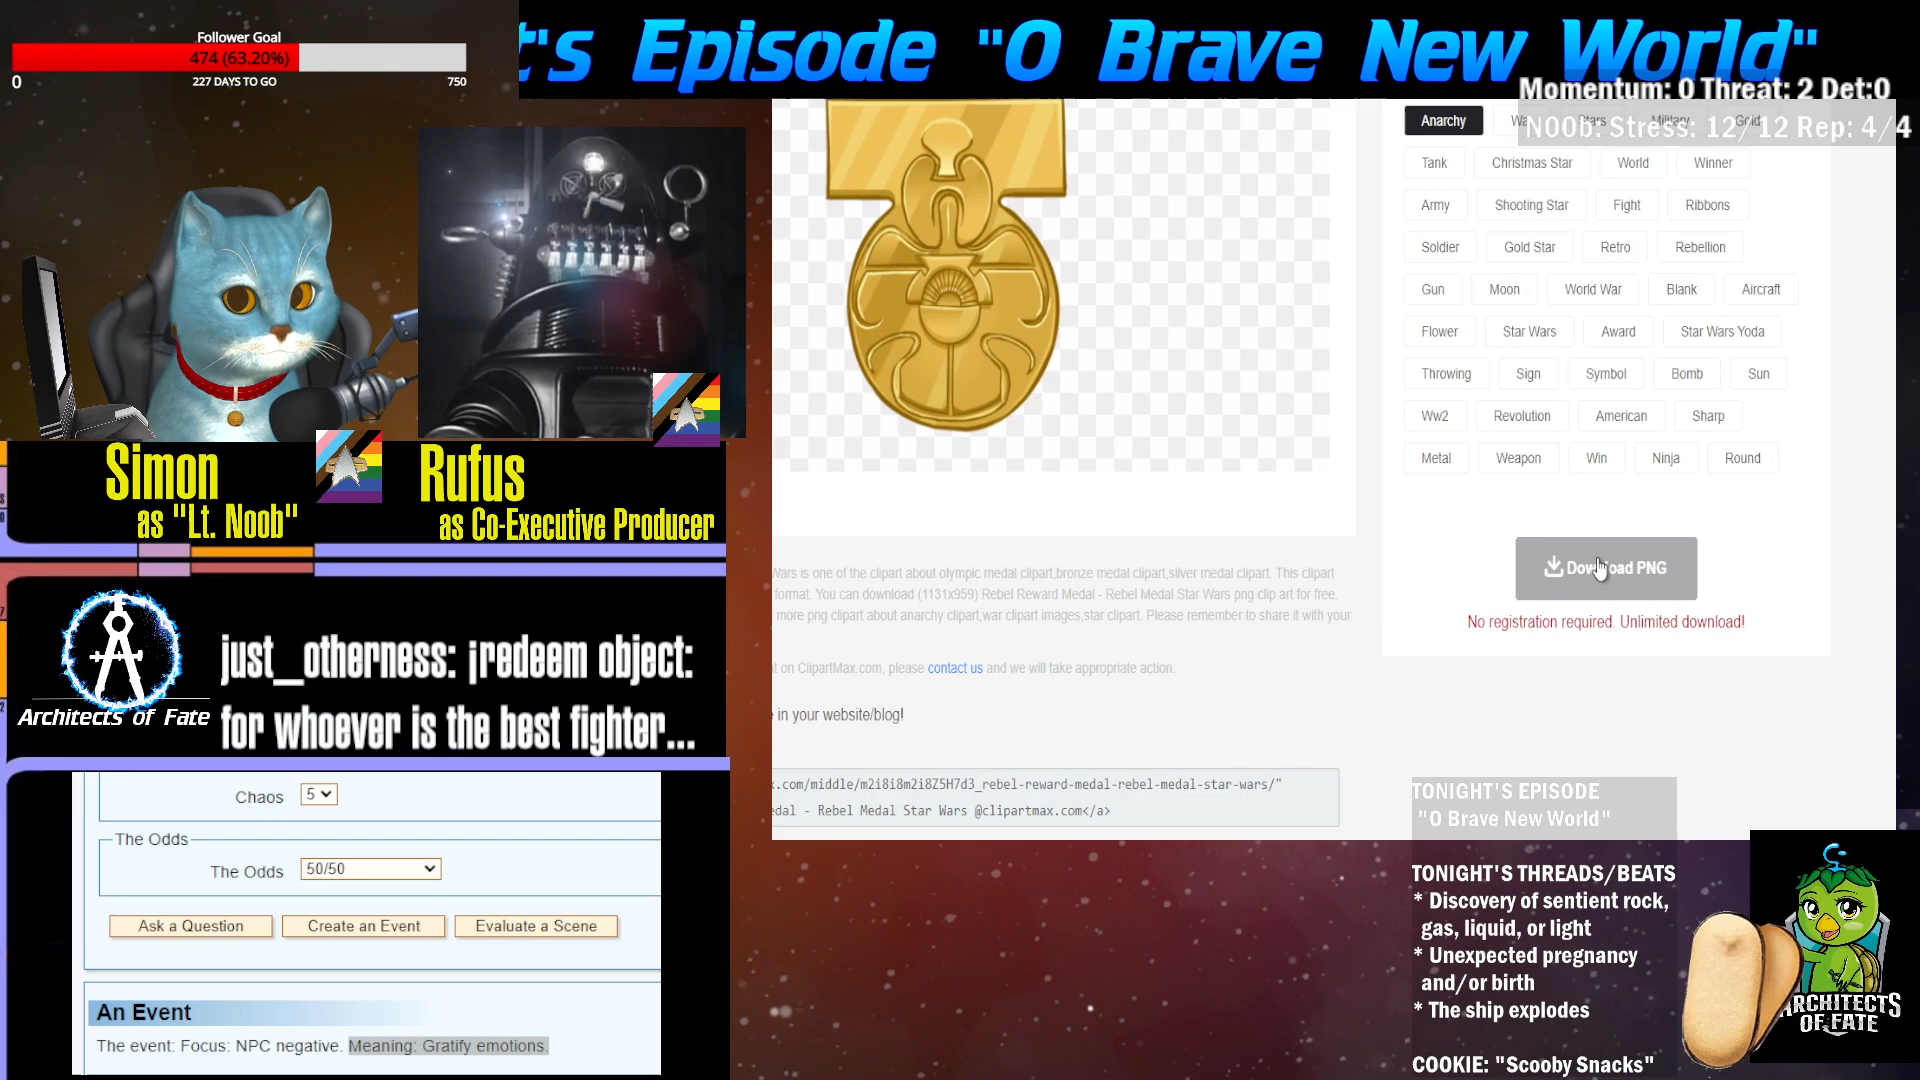 Follower Goal
474 (63.20%)
0
227 DAYS TO GO
750
t's Episode "O Brave New World"
Momentum: 0 Threat: 2 Det:0
N00b: Stress: 12/12 Rep: 4/4
Anarchy
Stars
Military
Gold
Tank
Christmas Star
World
Winner
Army
Shooting Star
Fight
Ribbons
Soldier
Gold Star
Retro
Rebellion
Gun
Moon
World War
Blank
Aircraft
Flower
Star Wars
Award
Star Wars Yoda
Throwing
Sign
Symbol
Bomb
Sun
Ww2
Revolution
American
Sharp
Metal
Weapon
Win
Ninja
Round
Download PNG
No registration required. Unlimited download!
Simon
as "Lt. Noob"
Rufus
as Co-Executive Producer
Architects of Fate
just__otherness: ¡redeem object:
for whoever is the best fighter...
Wars is one of the clipart about olympic medal clipart,bronze medal clipart,silver medal clipart. This clipart
format. You can download (1131x959) Rebel Reward Medal - Rebel Medal Star Wars png clip art for free.
more png clipart about anarchy clipart,war clipart images,star clipart. Please remember to share it with your
t on ClipartMax.com, please contact us and we will take appropriate action.
e in your website/blog!
x.com/middle/m2i8i8m2i8Z5H7d3_rebel-reward-medal-rebel-medal-star-wars/"
edal - Rebel Medal Star Wars @clipartmax.com</a>
Chaos
5
The Odds
The Odds
50/50
Ask a Question
Create an Event
Evaluate a Scene
An Event
The event: Focus: NPC negative. Meaning: Gratify emotions.
TONIGHT'S EPISODE
"O Brave New World"
TONIGHT'S THREADS/BEATS
* Discovery of sentient rock,
gas, liquid, or light
* Unexpected pregnancy
and/or birth
* The ship explodes
COOKIE: "Scooby Snacks"
ARCHITECTS
OF FATE